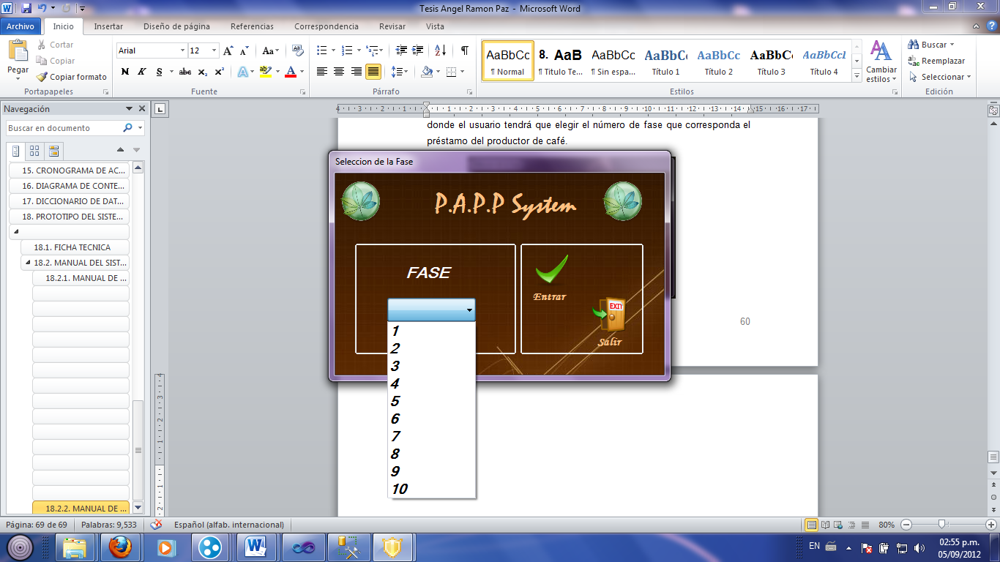 Tesis Angel Ramon Paz - Microsoft Word
Archivo Inicio Insertar Diseño de página Referencias Correspondencia Revisar Vista
Pegar
Cortar
Copiar
Copiar formato
Portapapeles
Arial 12
Fuente
Párrafo
AaBbCc
¶ Normal
8. AaB
¶ Titulo Te...
AaBbCc
¶ Sin espa...
AaBbCc
Título 1
AaBbCc
Título 2
AaBbCc
Título 3
AaBbCcI
Título 4
Cambiar
estilos
Estilos
Buscar
Reemplazar
Seleccionar
Edición
Navegación
Buscar en documento
15. CRONOGRAMA DE AC...
16. DIAGRAMA DE CONTE...
17. DICCIONARIO DE DAT...
18. PROTOTIPO DEL SISTE...
18.1. FICHA TECNICA
18.2. MANUAL DEL SIST...
18.2.1. MANUAL DE ...
18.2.2. MANUAL DE ...
donde el usuario tendrá que elegir el número de fase que corresponda el
préstamo del productor de café.
Seleccion de la Fase
P.A.P.P System
FASE
1
2
3
4
5
6
7
8
9
10
Entrar
EXIT
Salir
60
Página: 69 de 69 Palabras: 9,533 Español (alfab. internacional) 80%
EN
02:55 p.m.
05/09/2012